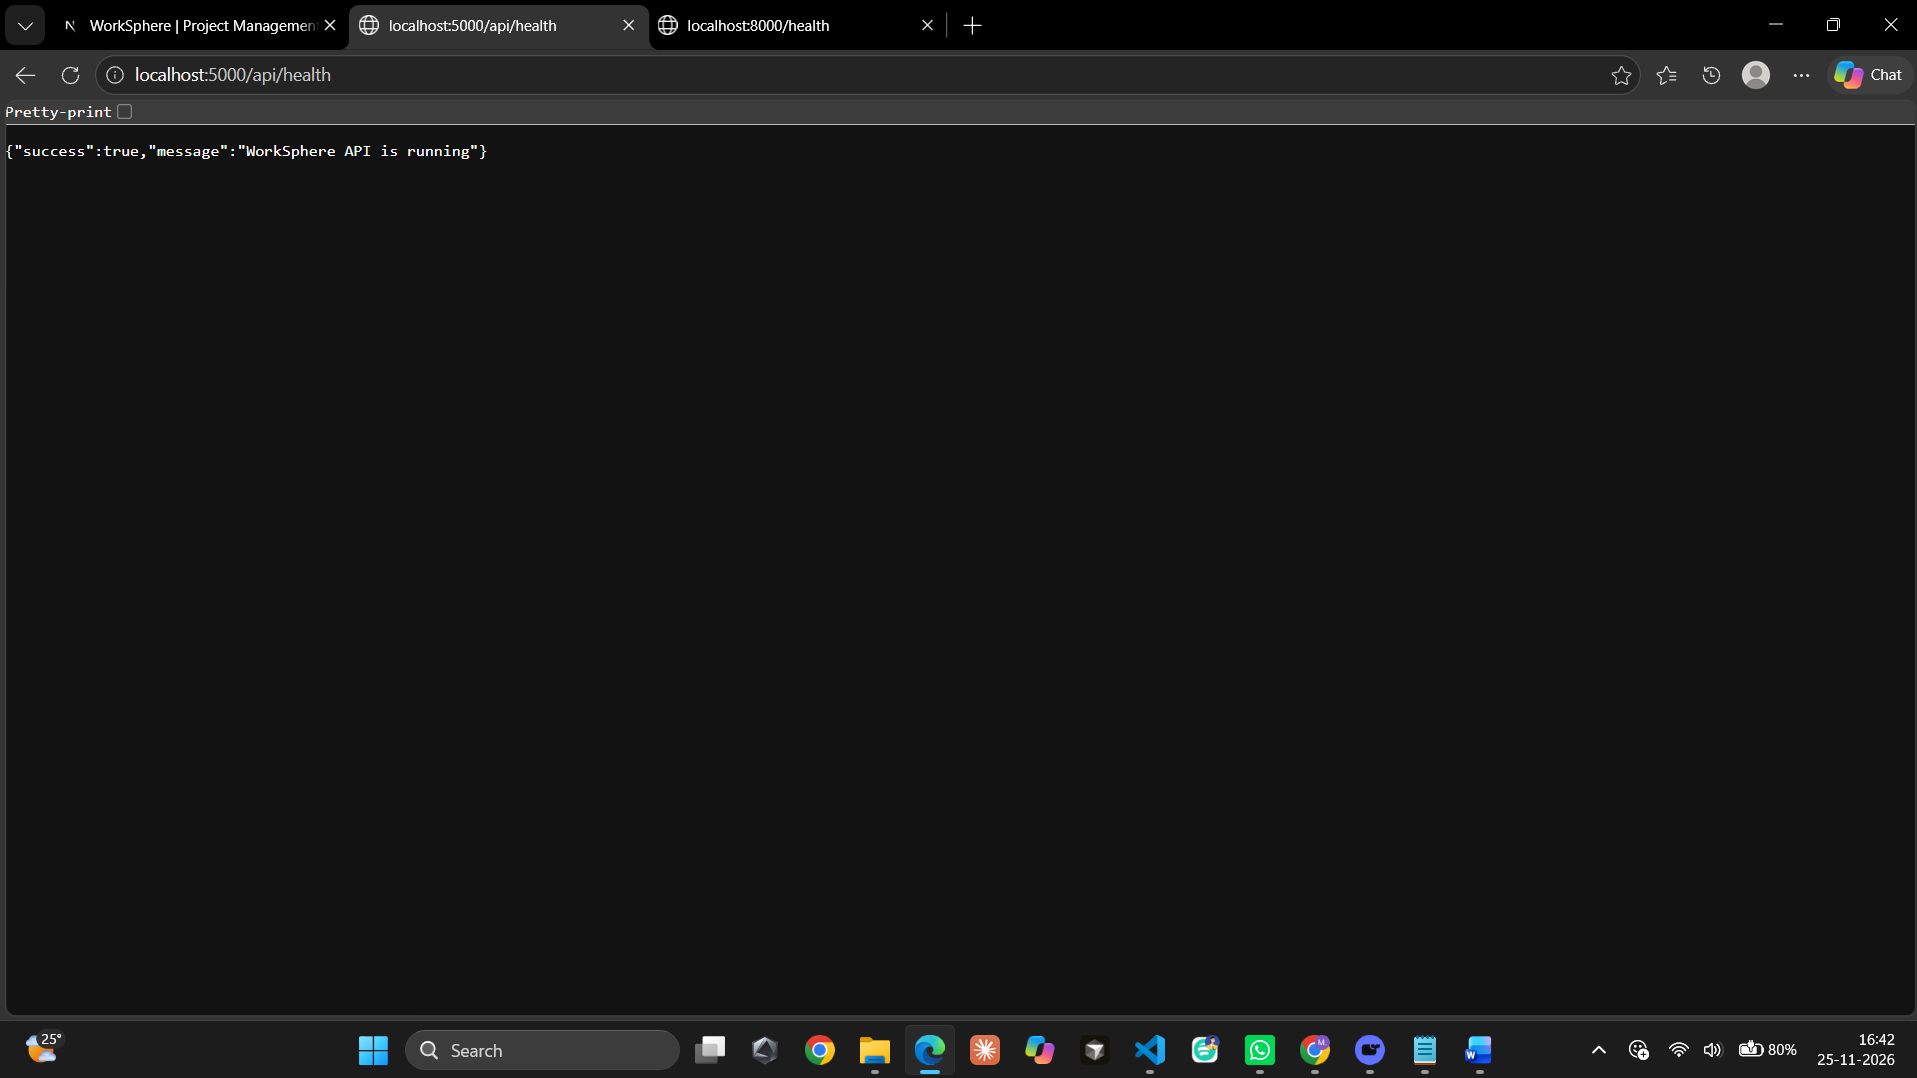 WorkSphere | Project Managemen
localhost:5000/api/health
localhost:8000/health
localhost:5000/api/health
Chat
Pretty-print
{"success":true,"message":"WorkSphere API is running"}
25°
Search
M
W
80%
16:42
25-11-2026